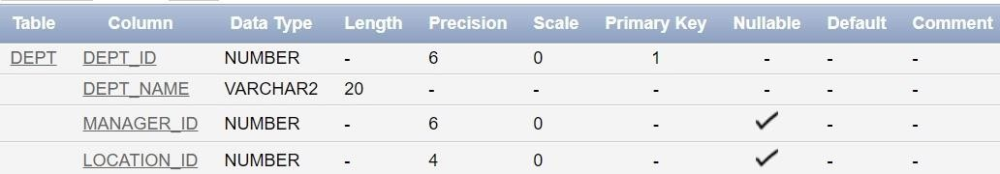 Table Column Data Type Length Precision Scale Primary Key Nullable Default Comment
DEPT DEPT_ID NUMBER - 6 0 1 - - -
DEPT_NAME VARCHAR2 20 - - - - - -
MANAGER_ID NUMBER - 6 0 - ✓ - -
LOCATION_ID NUMBER - 4 0 - ✓ - -